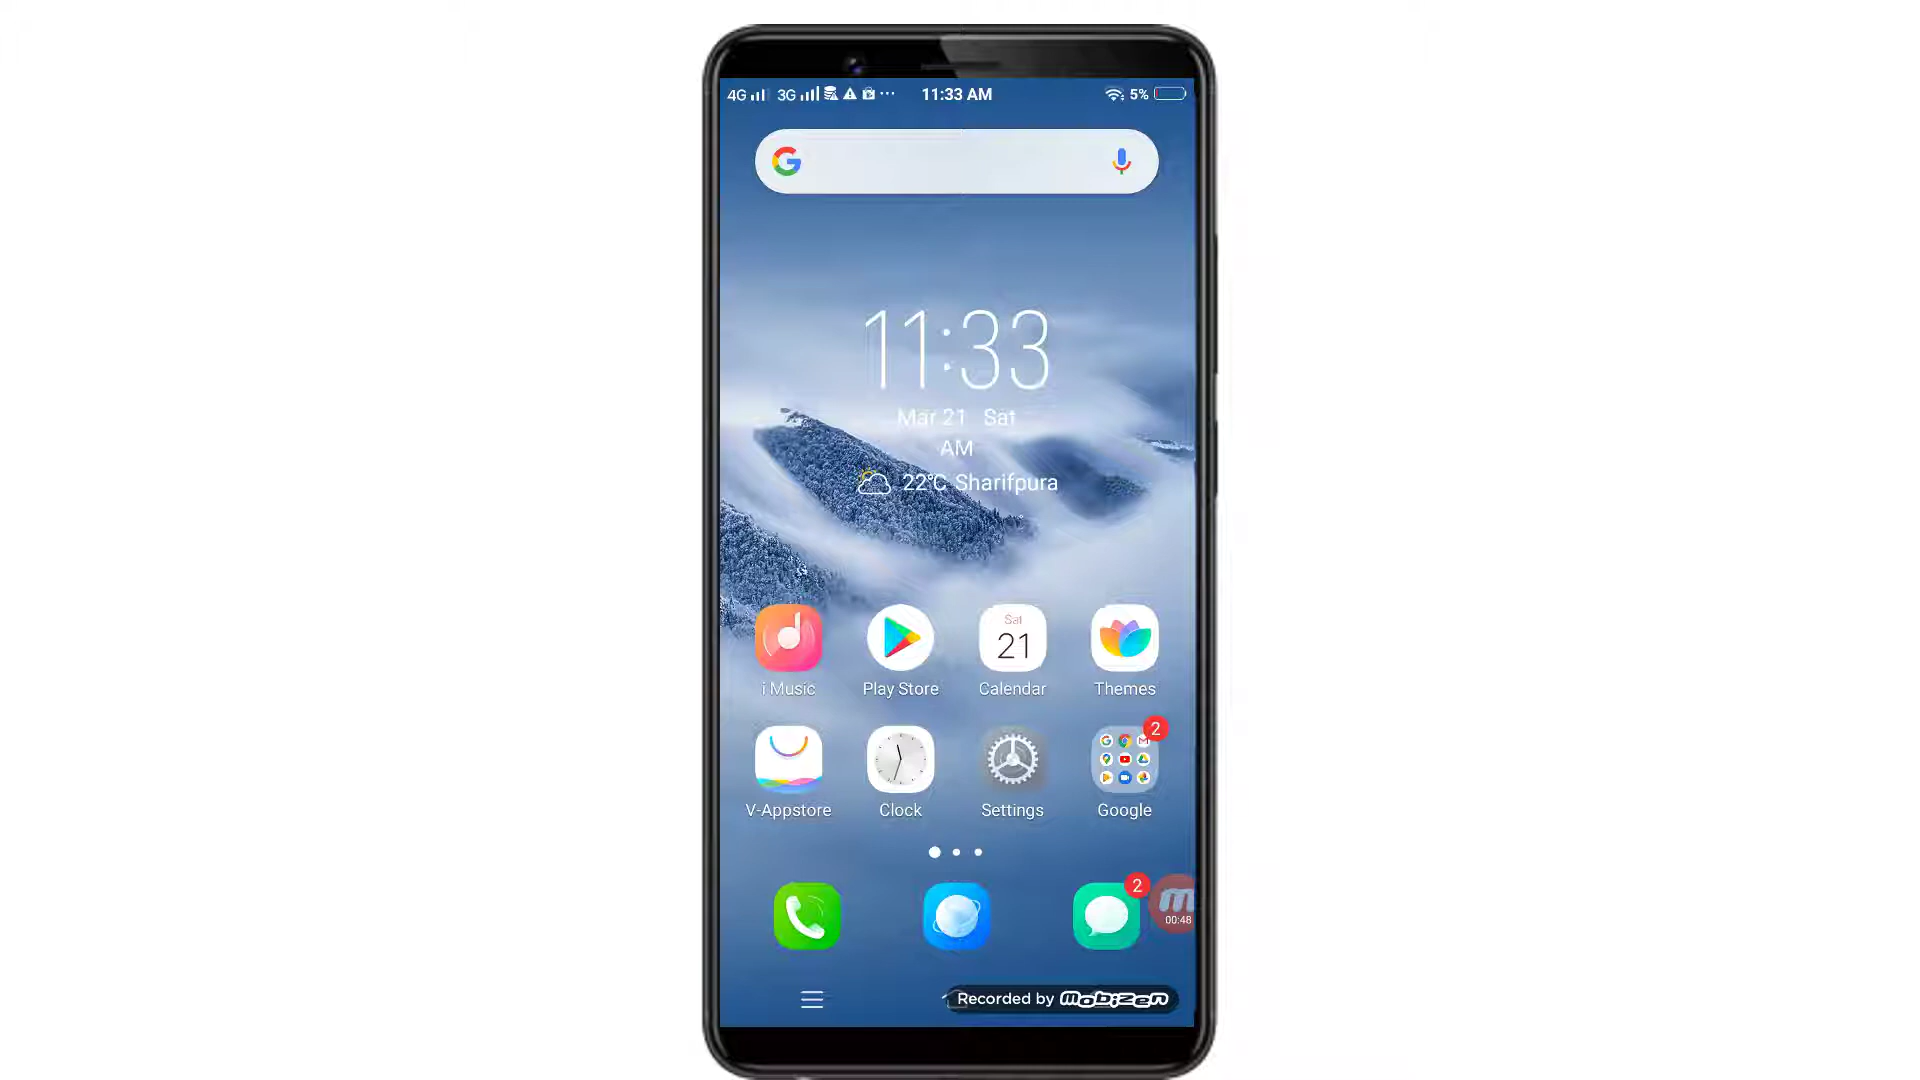 4G 3G 11:33 AM 5%
11:33
Mar 21 Sat
AM
22℃ Sharifpura
Sat
21
i Music Play Store Calendar Themes
2
V-Appstore Clock Settings Google
2
m
00:48
Recorded by Mobizen